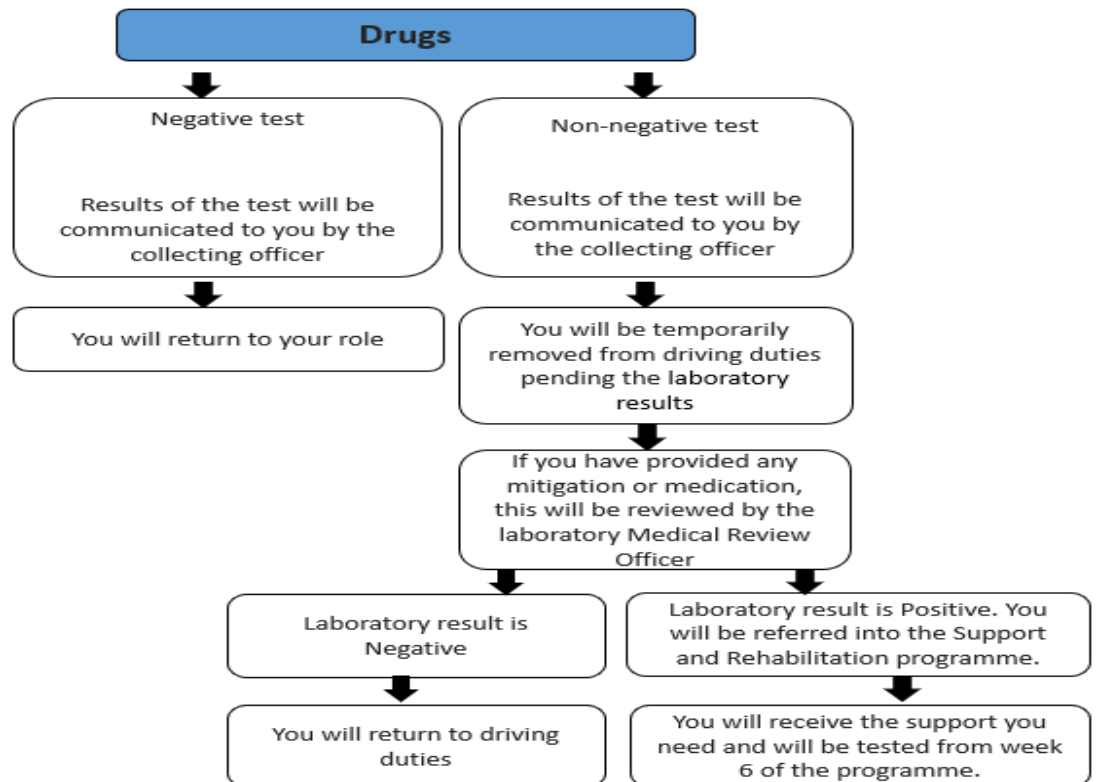 Drugs
Negative test
Results of the test will be
communicated to you by the
collecting officer
Non-negative test
Results of the test will be
communicated to you by
the collecting officer
You will return to your role
You will be temporarily
removed from driving duties
pending the laboratory
results
If you have provided any
mitigation or medication,
this will be reviewed by the
laboratory Medical Review
Officer
Laboratory result is
Negative
Laboratory result is Positive. You
will be referred into the Support
and Rehabilitation programme.
You will return to driving
duties
You will receive the support you
need and will be tested from week
6 of the programme.